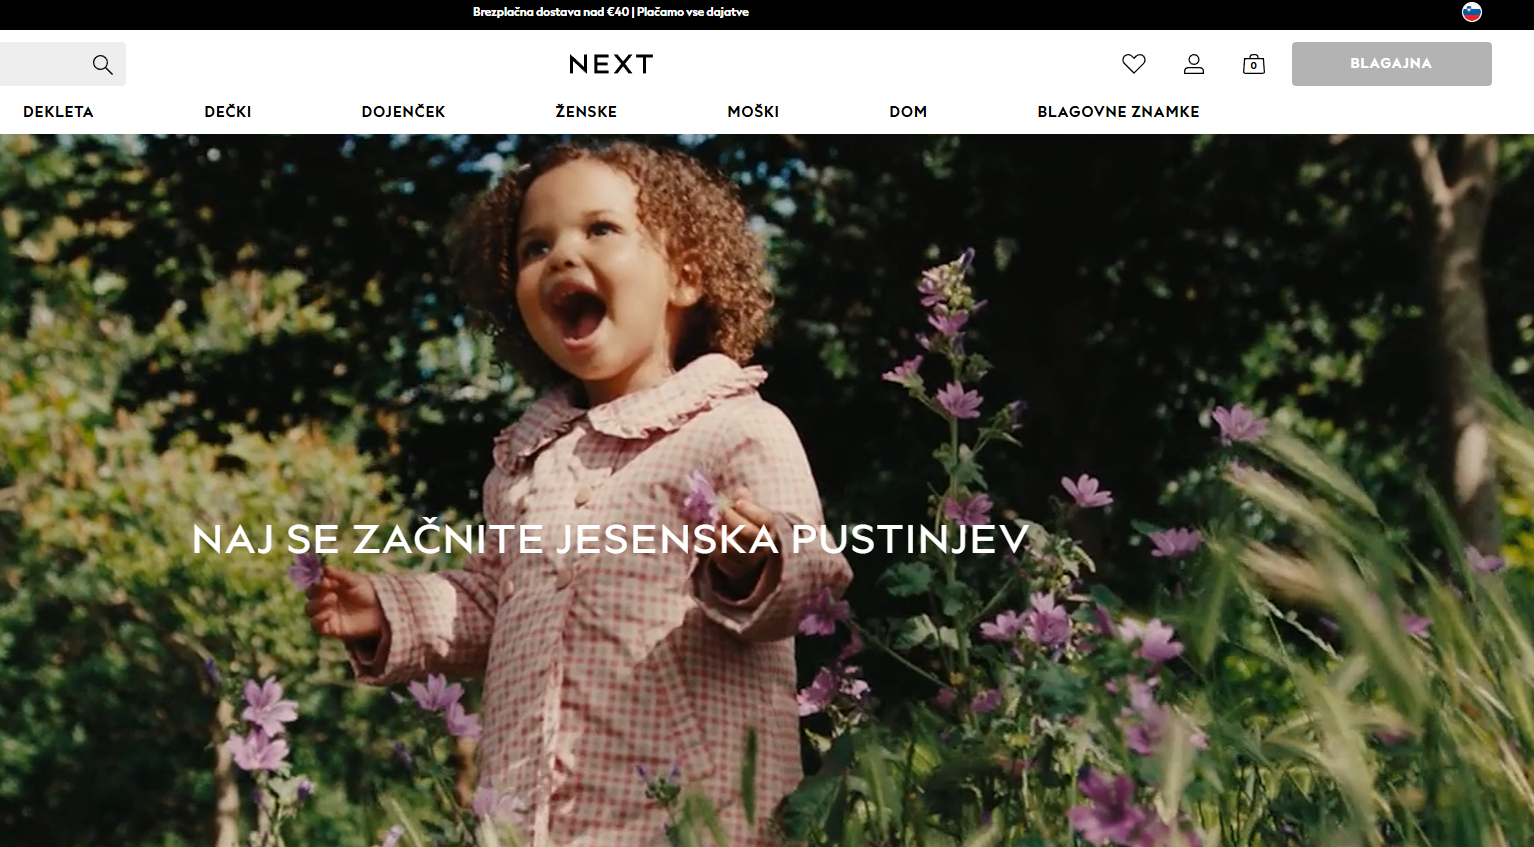 Brezplačna dostava nad €40 | Plačamo vse dajatve
NEXT
0
BLAGAJNA
DEKLETA
DEČKI
DOJENČEK
ŽENSKE
MOŠKI
DOM
BLAGOVNE ZNAMKE
NAJ SE ZAČNITE JESENSKA PUSTINJEV